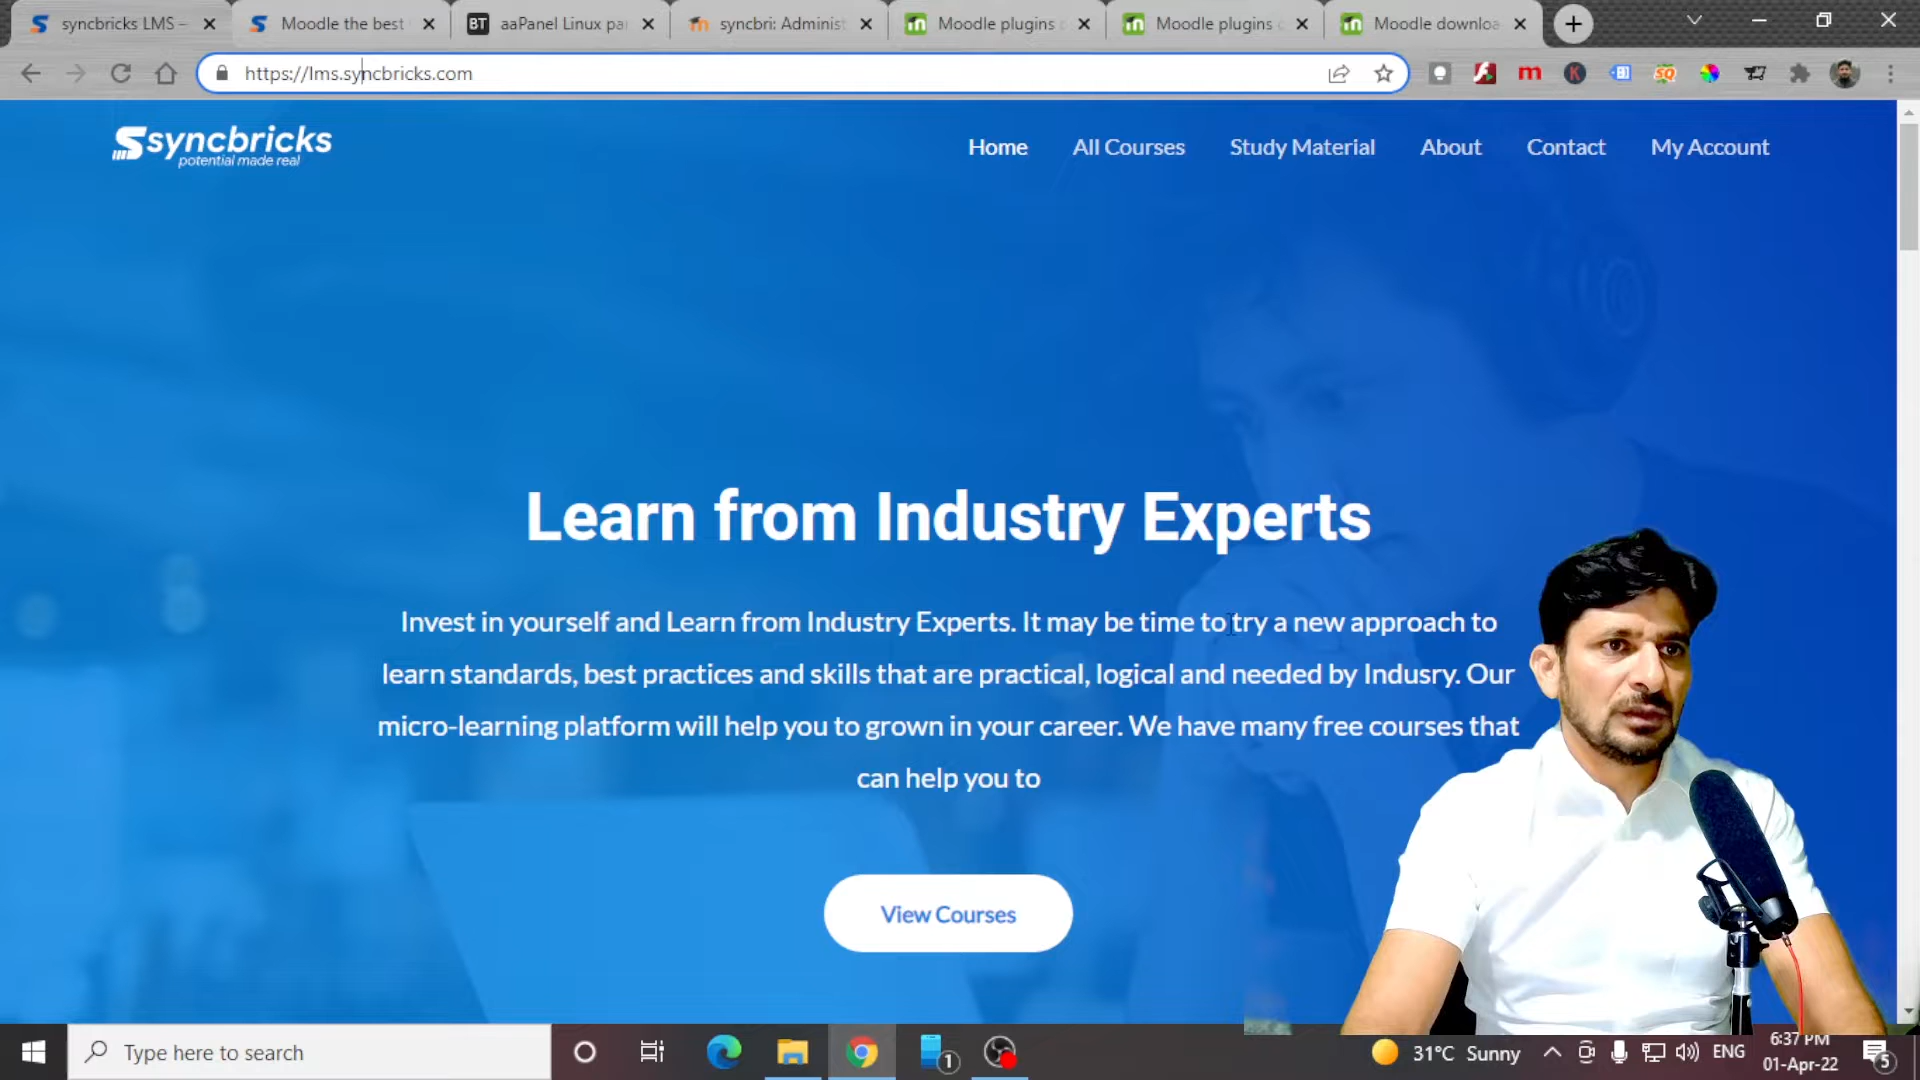 syncbricks LMS –
Moodle the best
BT aaPanel Linux pa
syncbri: Administ
Moodle plugins
Moodle plugins
Moodle downloa
https://lms.syncbricks.com
syncbricks
potential made real
Home All Courses Study Material About Contact My Account
Learn from Industry Experts
Invest in yourself and Learn from Industry Experts. It may be time to try a new approach to
learn standards, best practices and skills that are practical, logical and needed by Indusry. Our
micro-learning platform will help you to grown in your career. We have many free courses that
can help you to
View Courses
Type here to search
1
31°C Sunny
ENG
6:37 PM
01-Apr-22
5